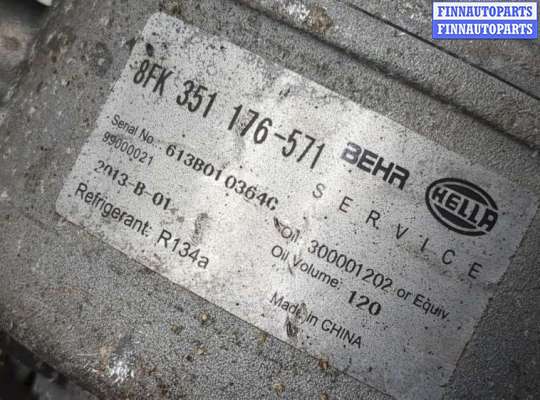 FINNAUTOPARTS
FINNAUTOPARTS
8FK 351 176-571
BEHR
HELLA
SERVICE
Serial No. 613B010364C
99000021
2013-B-01
Refrigerant: R134a
Oil: 300001202 or Equiv.
Oil Volume: 120
Made in CHINA